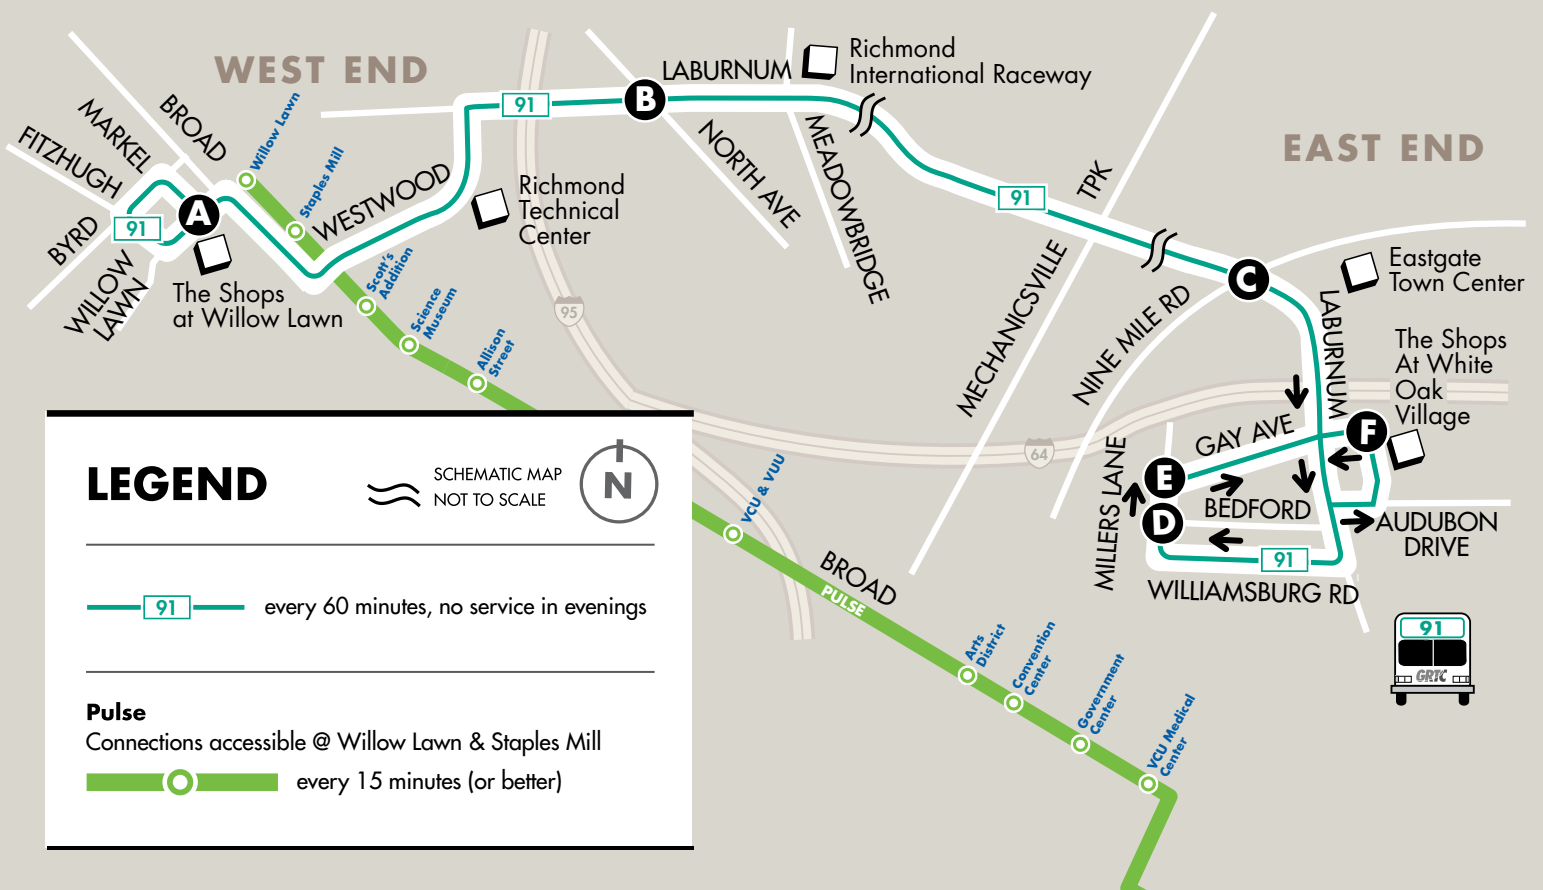 WEST END
BROAD
MARKEL
FITZHUGH
BYRD
91
WILLOW
LAWN
A
The Shops
at Willow Lawn
Willow Lawn
Staples Mill
WESTWOOD
Scott's
Addition
Science
Museum
Allison
Street
91
Richmond
Technical
Center
95
B
LABURNUM
Richmond
International Raceway
NORTH AVE
MEADOWBRIDGE
91
MECHANICSVILLE
TPK
EAST END
C
NINE MILE RD
Eastgate
Town Center
LABURNUM
The Shops
At White
Oak
Village
64
GAY AVE
F
E
D
MILLERS LANE
BEDFORD
AUDUBON
DRIVE
91
WILLIAMSBURG RD
91
GRTC
LEGEND
SCHEMATIC MAP
NOT TO SCALE
N
91
every 60 minutes, no service in evenings
Pulse
Connections accessible @ Willow Lawn & Staples Mill
every 15 minutes (or better)
VCU & VUU
BROAD
PULSE
Arts
District
Convention
Center
Government
Center
VCU Medical
Center